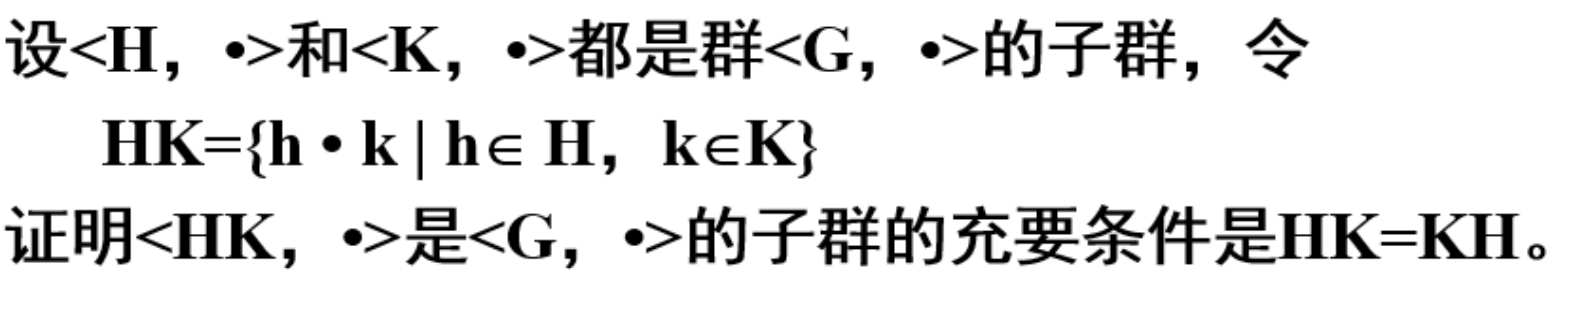 设<H，•>和<K，•>都是群<G，•>的子群，令
HK={h • k | h∈ H，k∈K}
证明<HK，•>是<G，•>的子群的充要条件是HK=KH。